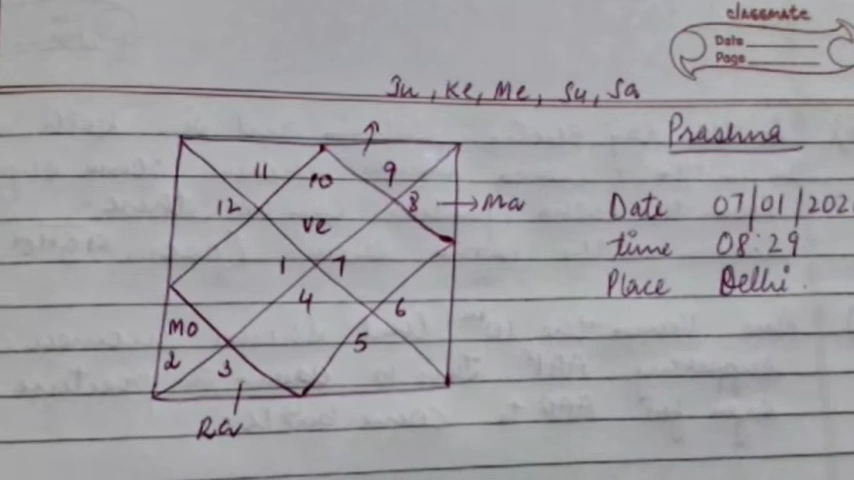 classmate
Date
Page
Ju, Ke, Me, Su, Sa
Prashna
11 10 9
12 8 → Ma
Ve
1 7
4
Mo 6
5
2 3
Ra
Date 07/01/202
time 08:29
Place Delhi.